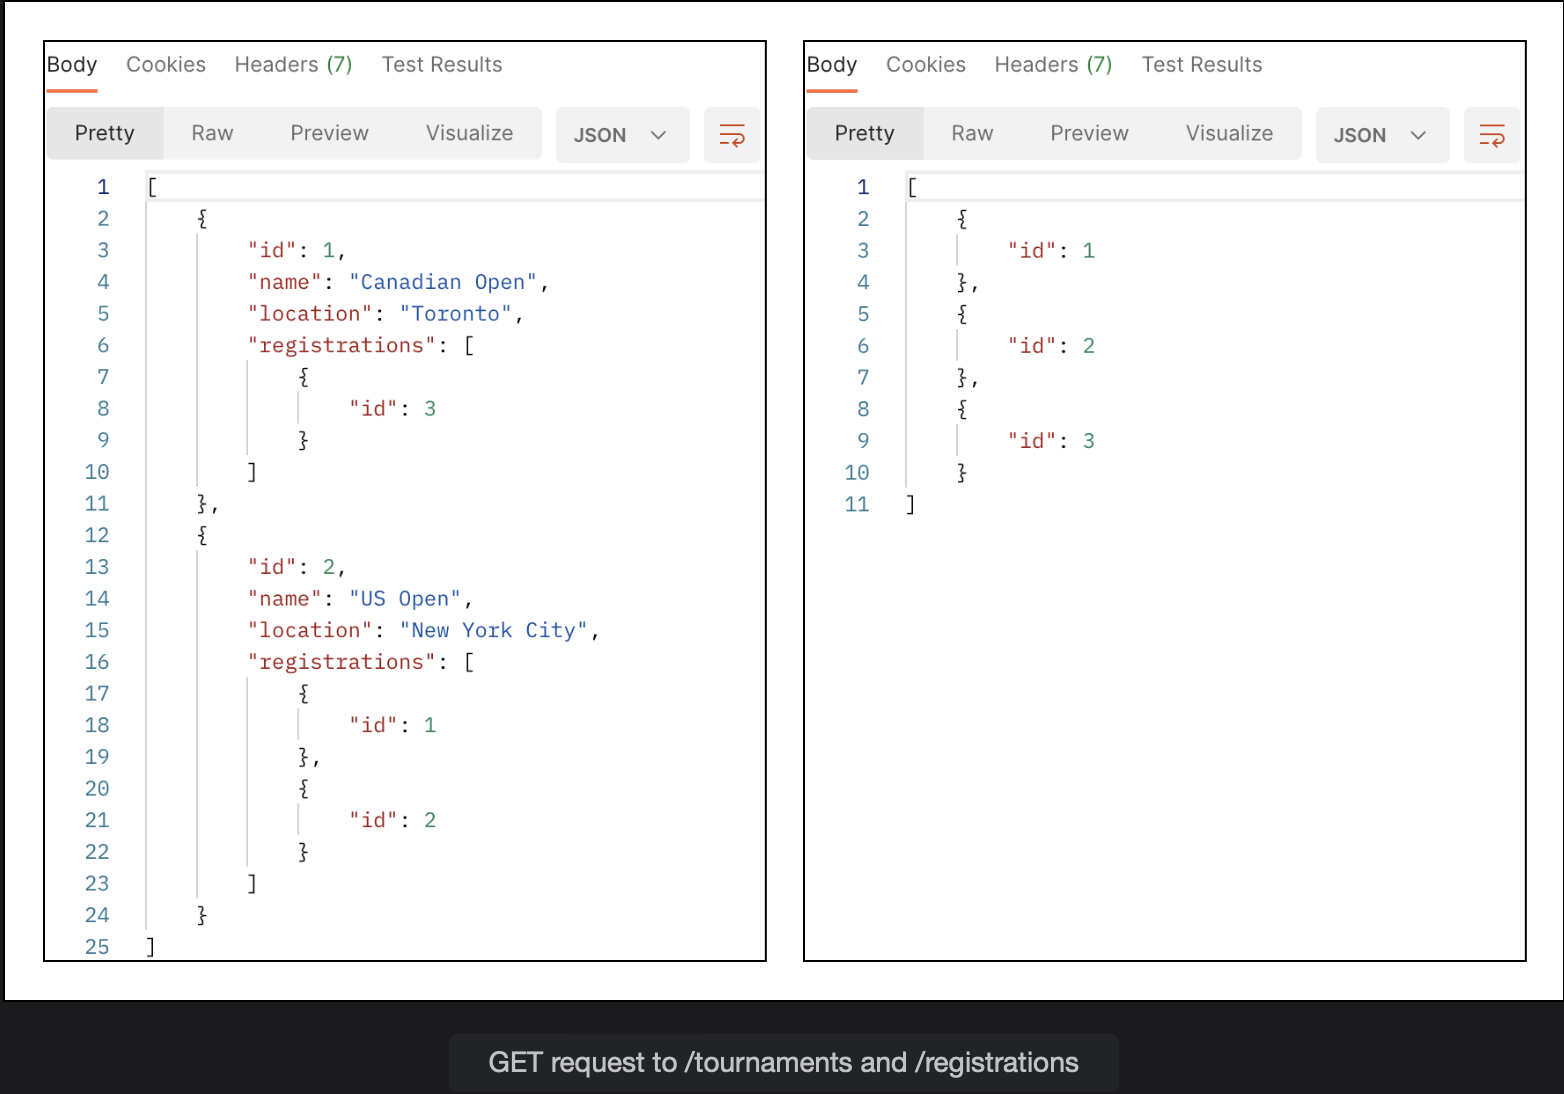 Body Cookies Headers (7) Test Results
Pretty Raw Preview Visualize JSON
1 [
2 {
3 "id": 1,
4 "name": "Canadian Open",
5 "location": "Toronto",
6 "registrations": [
7 {
8 "id": 3
9 }
10 ]
11 },
12 {
13 "id": 2,
14 "name": "US Open",
15 "location": "New York City",
16 "registrations": [
17 {
18 "id": 1
19 },
20 {
21 "id": 2
22 }
23 ]
24 }
25 ]
Body Cookies Headers (7) Test Results
Pretty Raw Preview Visualize JSON
1 [
2 {
3 "id": 1
4 },
5 {
6 "id": 2
7 },
8 {
9 "id": 3
10 }
11 ]
GET request to /tournaments and /registrations